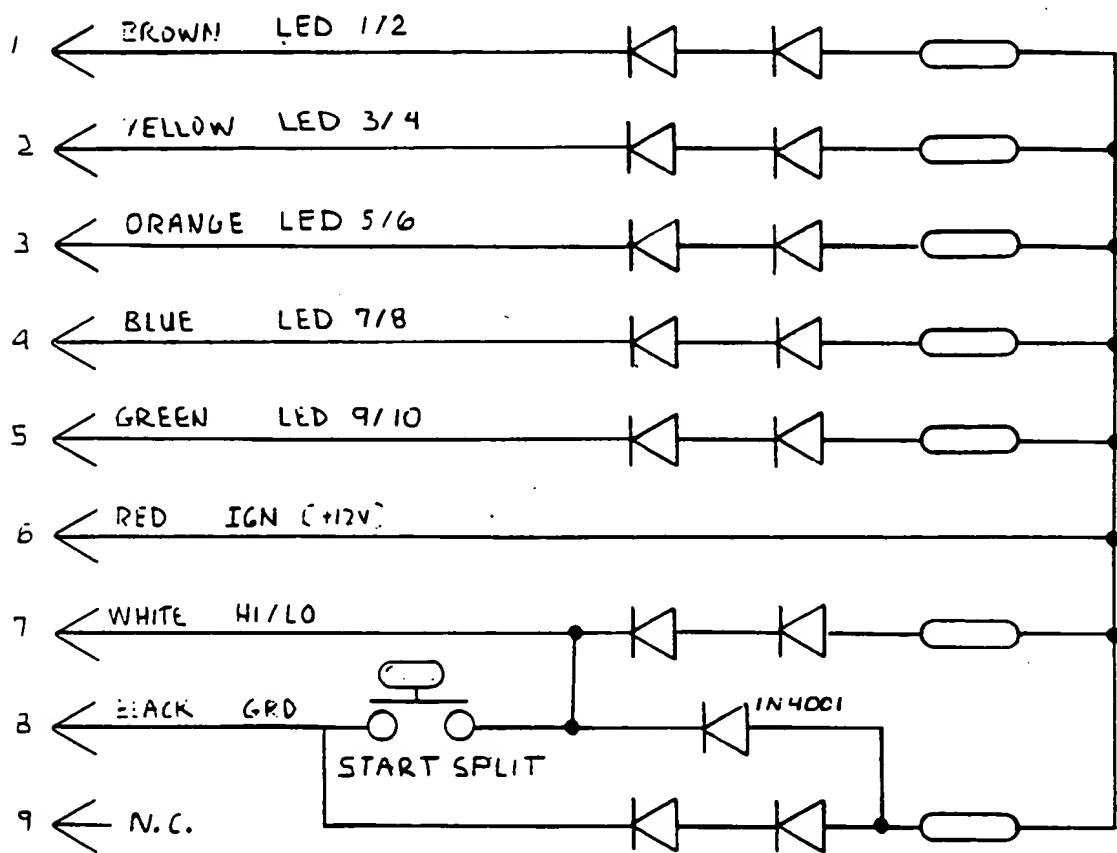 1 BROWN LED 1/2
2 YELLOW LED 3/4
3 ORANGE LED 5/6
4 BLUE LED 7/8
5 GREEN LED 9/10
6 RED IGN (+12V)
7 WHITE HI/LO
8 BLACK GRD
1N4001
START SPLIT
9 N.C.